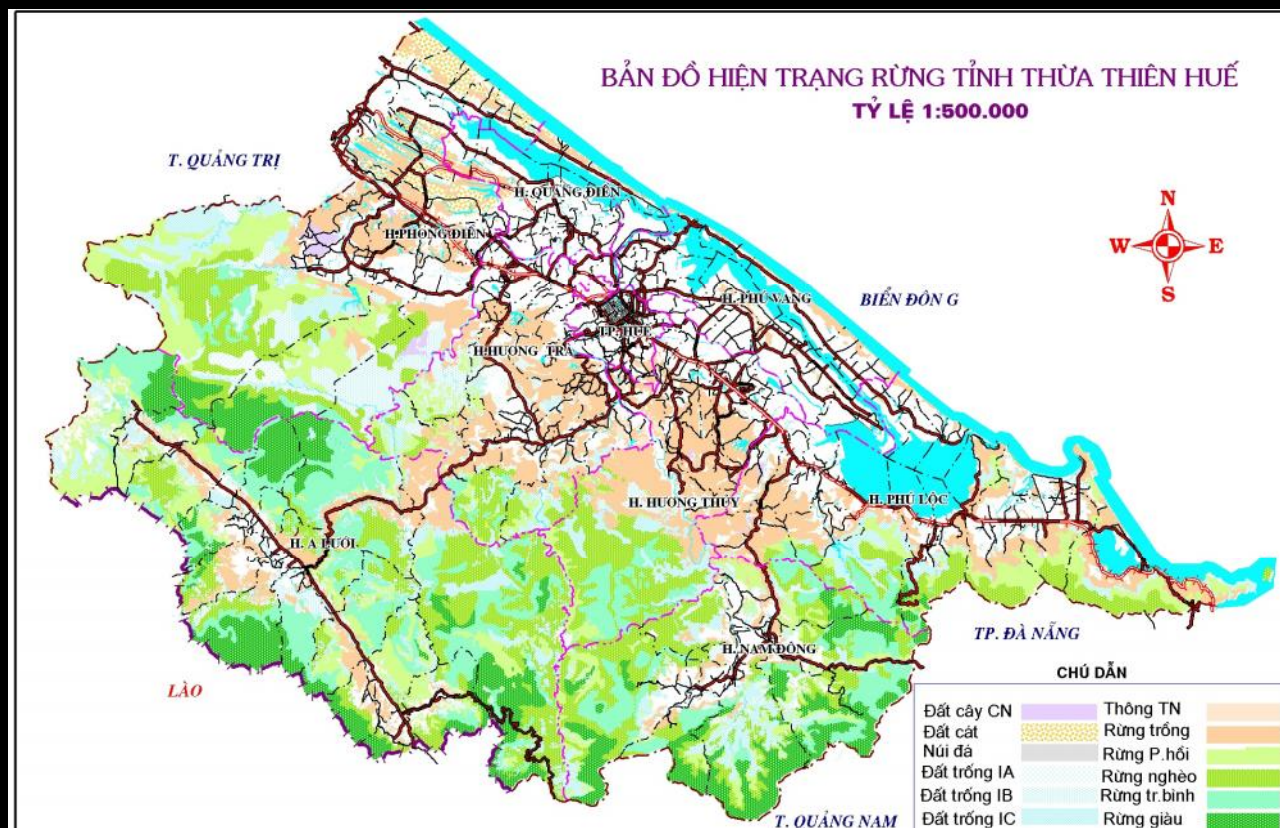 BẢN ĐỒ HIỆN TRẠNG RỪNG TỈNH THỪA THIÊN HUẾ
TỶ LỆ 1:500.000
T. QUẢNG TRỊ
H. QUẢNG ĐIỀN
H.PHONG ĐIỀN
N
W E
S
BIỂN ĐÔN G
H. PHÚ VANG
TP. HUẾ
H.HƯƠNG TRÀ
H. HƯƠNG THỦY
H. PHÚ LỘC
H. A LƯỚI
TP. ĐÀ NẴNG
H. NAM ĐÔNG
LÀO
CHÚ DẪN
Đất cây CN Thông TN
Đất cát Rừng trồng
Núi đá Rừng P.hồi
Đất trống IA Rừng nghèo
Đất trống IB Rừng tr.bình
Đất trống IC Rừng giàu
T. QUẢNG NAM